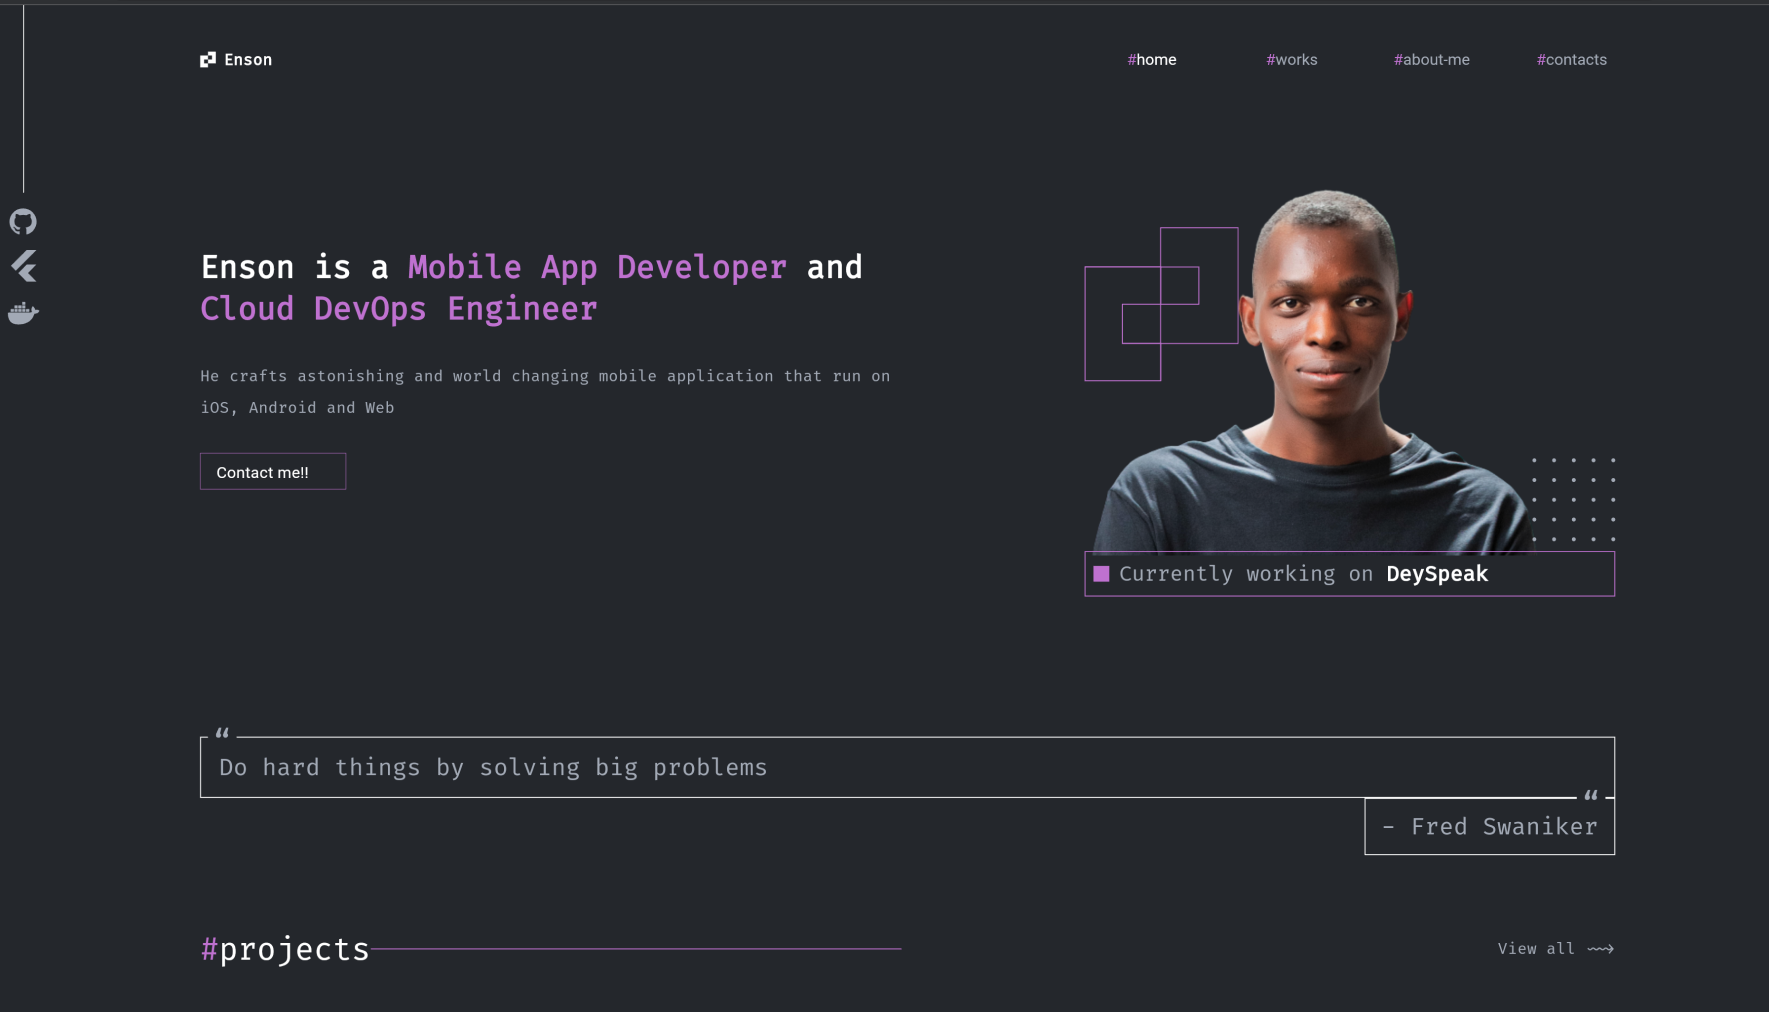 Enson
#home
#works
#about-me
#contacts
Enson is a Mobile App Developer and
Cloud DevOps Engineer
He crafts astonishing and world changing mobile application that run on
iOS, Android and Web
Contact me!!
Currently working on DeySpeak
“
Do hard things by solving big problems
“
- Fred Swaniker
#projects
View all ⟿